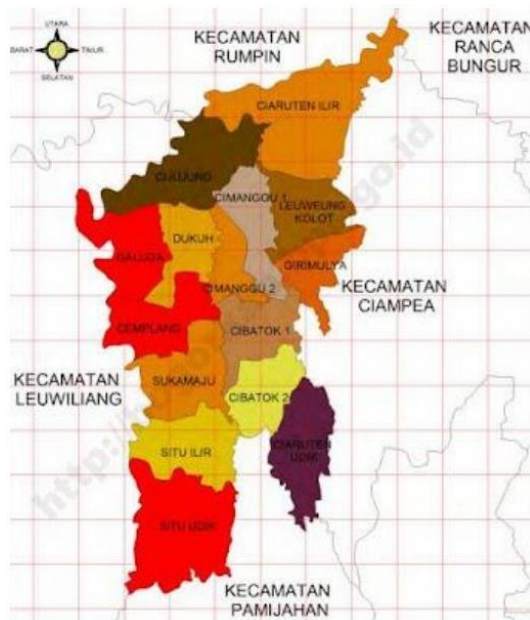 UTARA
BARAT
TIMUR
SELATAN
KECAMATAN
RUMPIN
KECAMATAN
RANCA
BUNGUR
CIARUTEN ILIR
CIMANGGU 1
LEUWEUNG
KOLOT
DUKUH
GALUGA
GIRIMULYA
CIMANGGU 2
KECAMATAN
CIAMPEA
CEMPLANG
CIBATOK 1
KECAMATAN
LEUWILIANG
SUKAMAJU
CIBATOK 2
CIARUTEN
UDIK
SITU ILIR
SITU UDIK
KECAMATAN
PAMIJAHAN